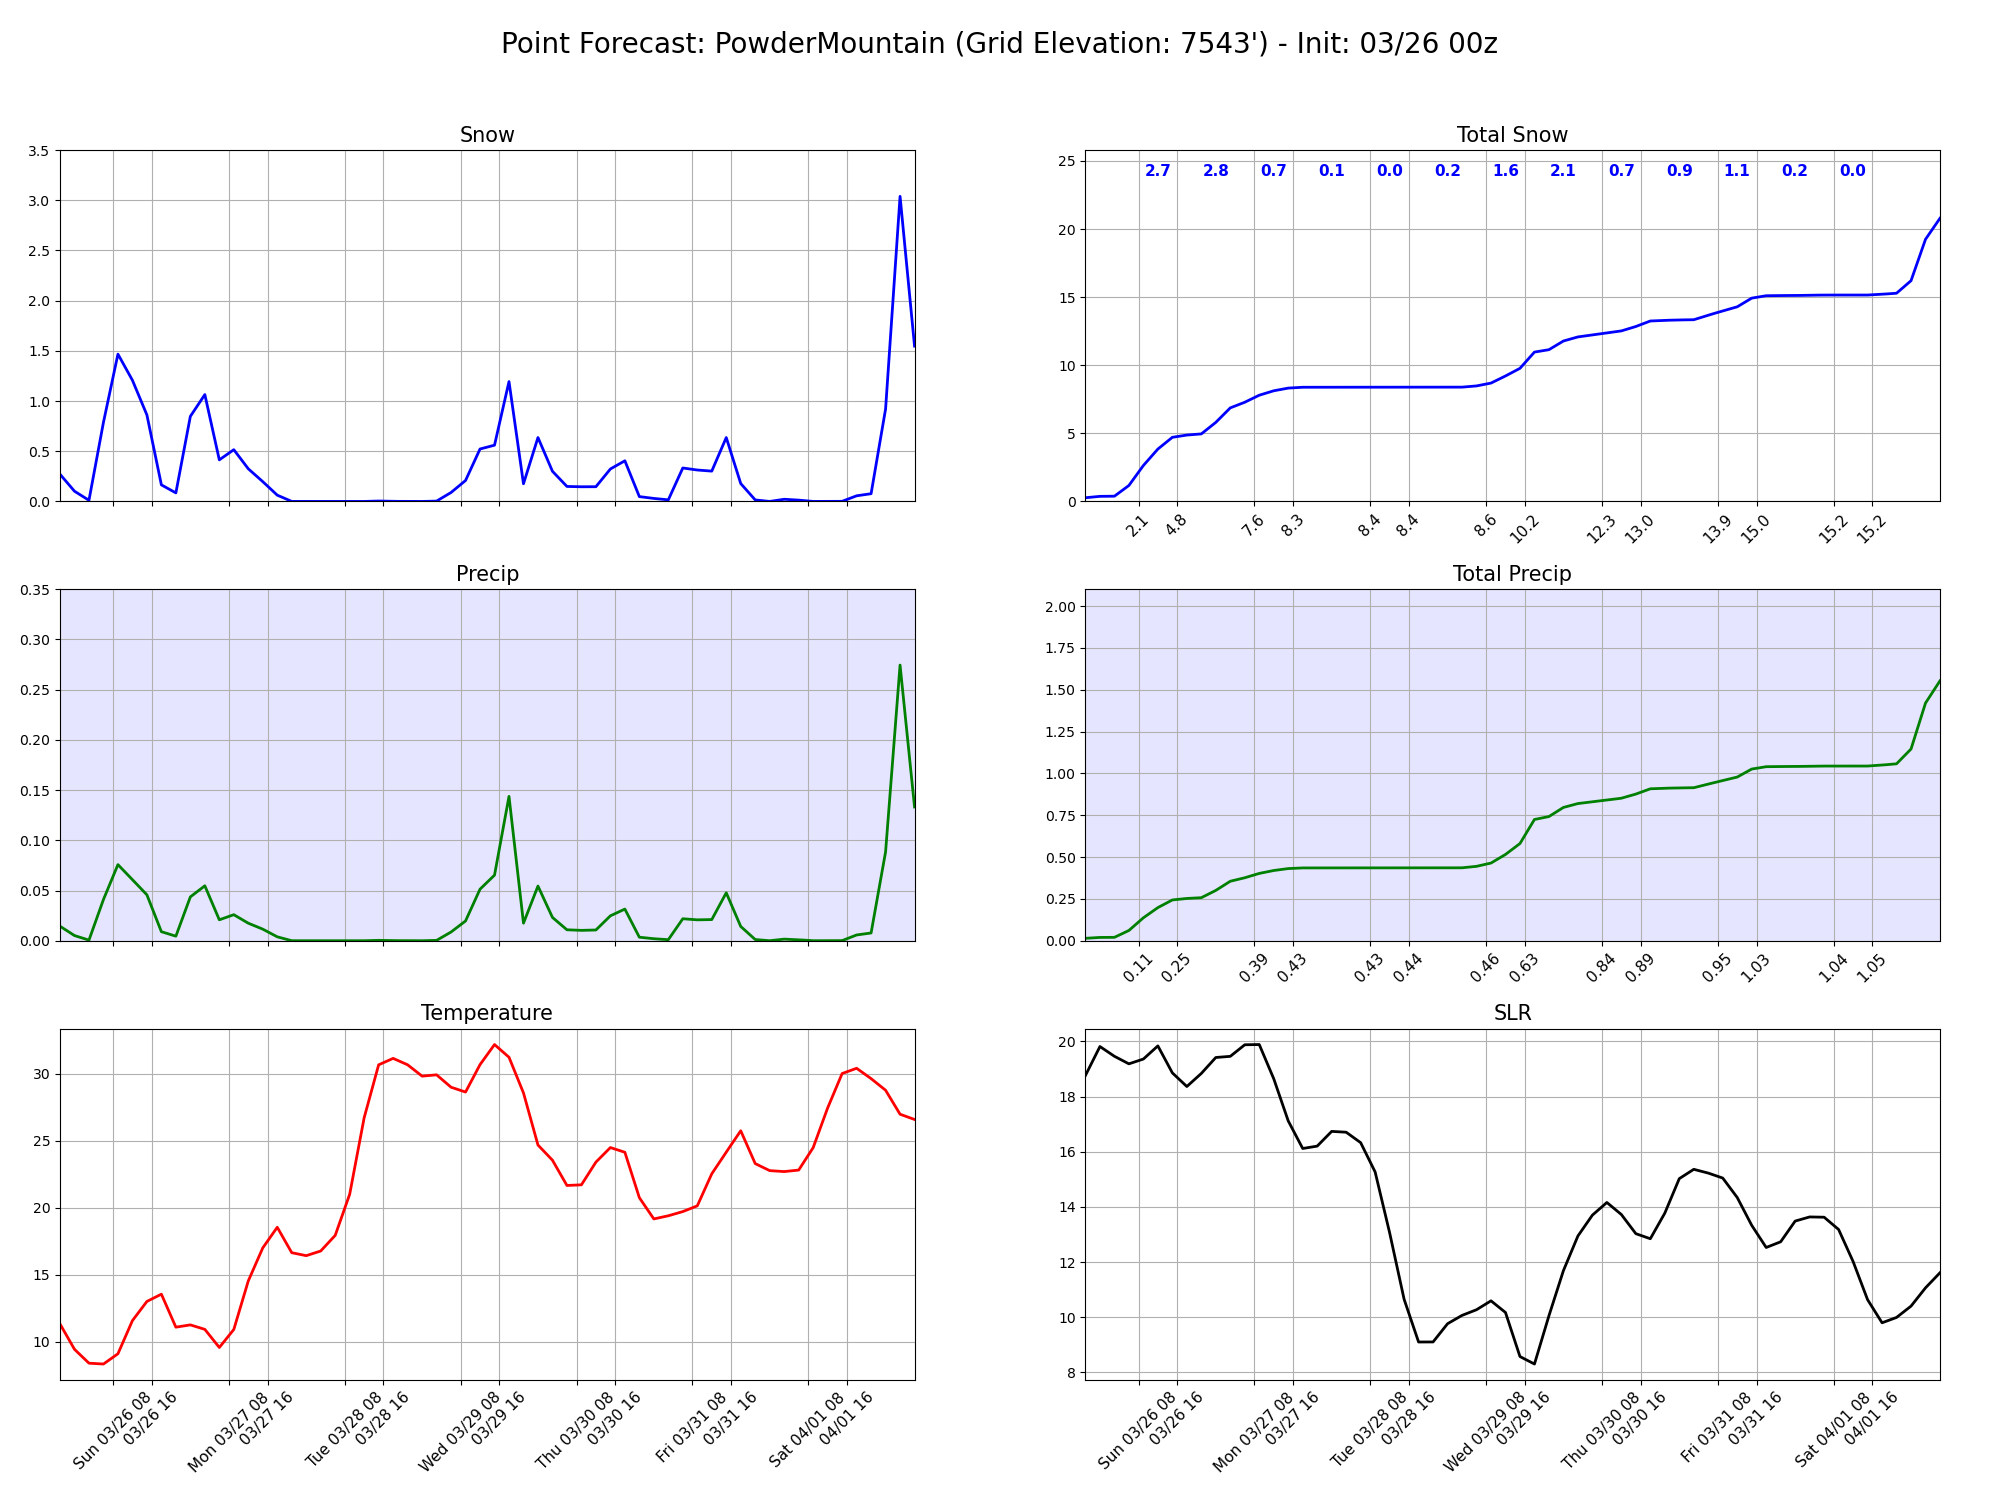 Point Forecast: PowderMountain (Grid Elevation: 7543') - Init: 03/26 00z
Snow
3.5
3.0
2.5
2.0
1.5
1.0
0.5
0.0
Total Snow
25
20
15
10
5
0
2.7 2.8 0.7 0.1 0.0 0.2 1.6 2.1 0.7 0.9 1.1 0.2 0.0
2.1 4.8 7.6 8.3 8.4 8.4 8.6 10.2 12.3 13.0 13.9 15.0 15.2 15.2
Precip
0.35
0.30
0.25
0.20
0.15
0.10
0.05
0.00
Total Precip
2.00
1.75
1.50
1.25
1.00
0.75
0.50
0.25
0.00
0.11 0.25 0.39 0.43 0.43 0.44 0.46 0.63 0.84 0.89 0.95 1.03 1.04 1.05
Temperature
30
25
20
15
10
Sun 03/26 08
03/26 16
Mon 03/27 08
03/27 16
Tue 03/28 08
03/28 16
Wed 03/29 08
03/29 16
Thu 03/30 08
03/30 16
Fri 03/31 08
03/31 16
Sat 04/01 08
04/01 16
SLR
20
18
16
14
12
10
8
Sun 03/26 08
03/26 16
Mon 03/27 08
03/27 16
Tue 03/28 08
03/28 16
Wed 03/29 08
03/29 16
Thu 03/30 08
03/30 16
Fri 03/31 08
03/31 16
Sat 04/01 08
04/01 16